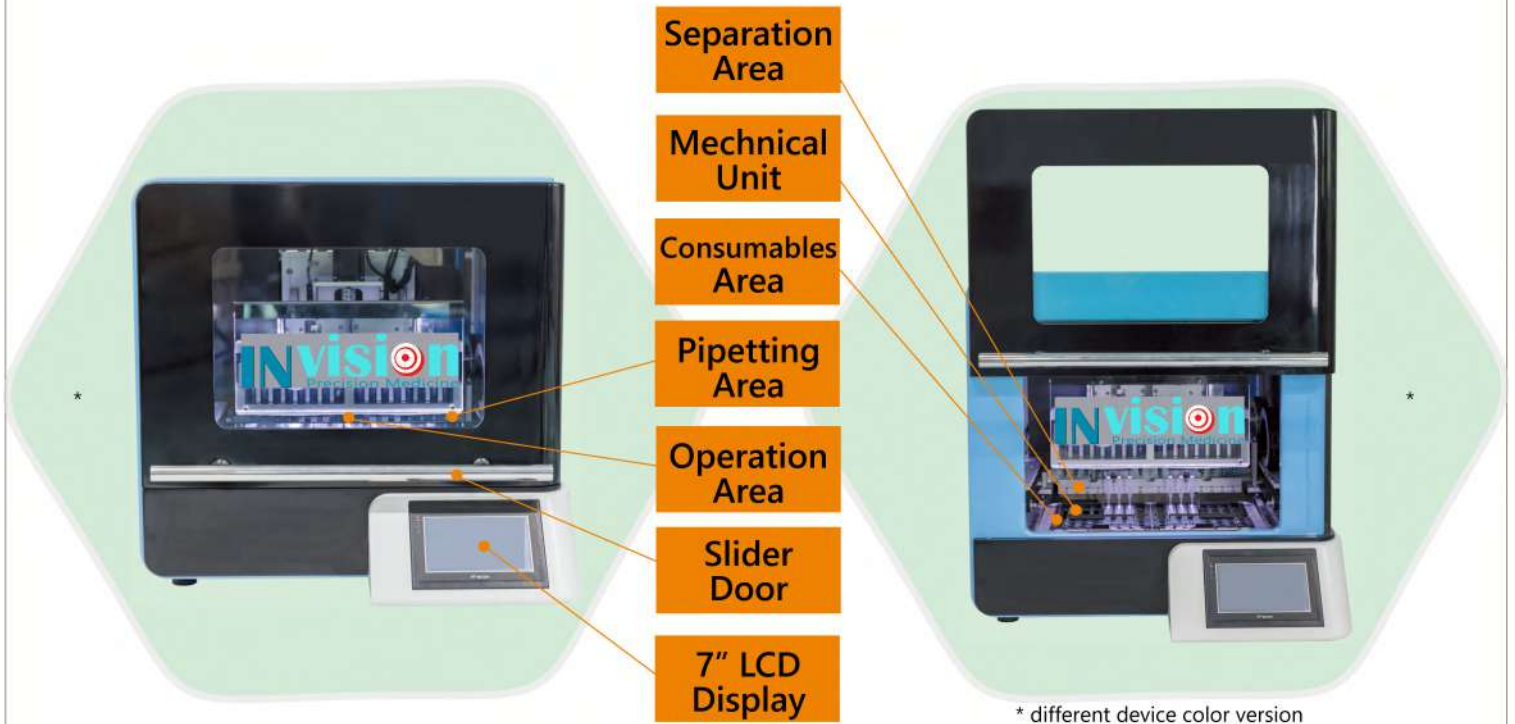 Separation
Area
Mechnical
Unit
Consumables
Area
Pipetting
Area
Operation
Area
Slider
Door
7" LCD
Display
INvision
Precision Medicine
*
INvision
Precision Medicine
*
* different device color version